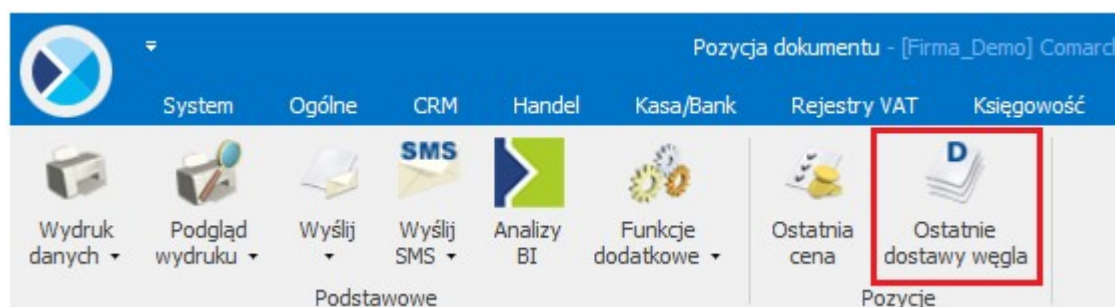 Pozycja dokumentu - [Firma_Demo] Comarch
System Ogólne CRM Handel Kasa/Bank Rejestry VAT Księgowość
SMS D
Wydruk danych
Podgląd wydruku
Wyślij
Wyślij SMS
Analizy BI
Funkcje dodatkowe
Ostatnia cena
Ostatnie dostawy węgla
Podstawowe Pozycje